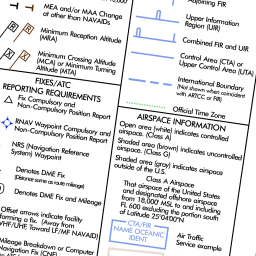 MEA and/or MAA Change
at other than NAVAIDs
Minimum Reception Altitude
(MRA)
Minimum Crossing Altitude
(MCA) or Minimum Turning
Altitude (MTA)
FIXES/ATC
REPORTING REQUIREMENTS
Fix Compulsory and
Non-Compulsory Position Report
RNAV Waypoint Compulsory and
Non-Compulsory Position Report
NRS (Navigation Reference
System) Waypoint
Denotes DME Fix
(Distance same as route mileage)
Denotes DME Fix and Mileage
Offset arrows indicate facility
forming a fix. (Away from
VHF/UHF Toward LF/MF NAVAID)
Mileage Breakdown or Computer
Navigation Fix (CNF)
Adjoining FIR
Upper Information
Region (UIR)
Combined FIR and UIR
Control Area (CTA) or
Upper Control Area (UTA)
International Boundary
(Not shown when coincident
with ARTCC or FIR)
Official Time Zone
AIRSPACE INFORMATION
Open area (white) indicates controlled
airspace. (Class A)
Shaded area (brown) indicates uncontrolled
airspace. (Class G)
Shaded area (gray) indicates airspace
outside of the U.S.
Class A Airspace
That airspace of the United States
and designated offshore airspace
from 18,000' MSL to and including
FL 600 excluding the portion south
of Latitude 25°04'00"N
CTA/FIR
NAME OCEANIC
IDENT
Air Traffic
Service example